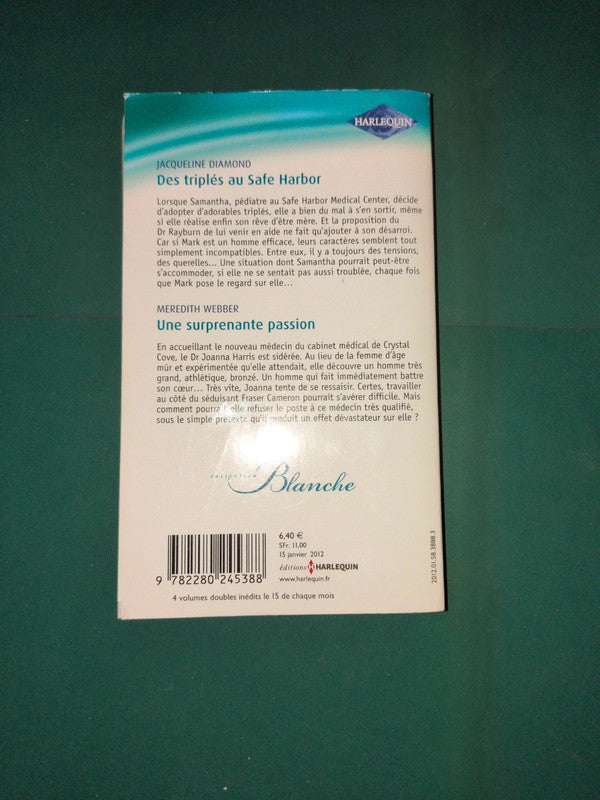 HARLEQUIN
JACQUELINE DIAMOND
Des triplés au Safe Harbor
Lorsque Samantha, pédiatre au Safe Harbor Medical Center, décide
d'adopter d'adorables triplés, elle a bien du mal à s'en sortir, même
si elle réalise enfin son rêve d'être mère. Et la proposition du
Dr Rayburn de lui venir en aide ne fait qu'ajouter à son désarroi.
Car si Mark est un homme efficace, leurs caractères semblent tout
simplement incompatibles. Entre eux, il y a toujours des tensions,
des querelles... Une situation dont Samantha pourrait peut-être
s'accommoder, si elle ne se sentait pas aussi troublée, chaque fois
que Mark pose le regard sur elle...
MEREDITH WEBBER
Une surprenante passion
En accueillant le nouveau médecin du cabinet médical de Crystal
Cove, le Dr Joanna Harris est sidérée. Au lieu de la femme d'âge
mûr et expérimentée qu'elle attendait, elle découvre un homme très
grand, athlétique, bronzé. Un homme qui fait immédiatement battre
son cœur... Très vite, Joanna tente de se ressaisir. Certes, travailler
au côté du séduisant Fraser Cameron pourrait s'avérer difficile. Mais
comment pourrait-elle refuser le poste à ce médecin très qualifié,
sous le simple prétexte qu'il produit un effet dévastateur sur elle ?
COLLECTION
Blanche
6,40 €
SFr. 11,00
15 janvier 2012
éditions HARLEQUIN
www.harlequin.fr
9 782280 245388
4 volumes doubles inédits le 15 de chaque mois
2012.01.58.3888.3